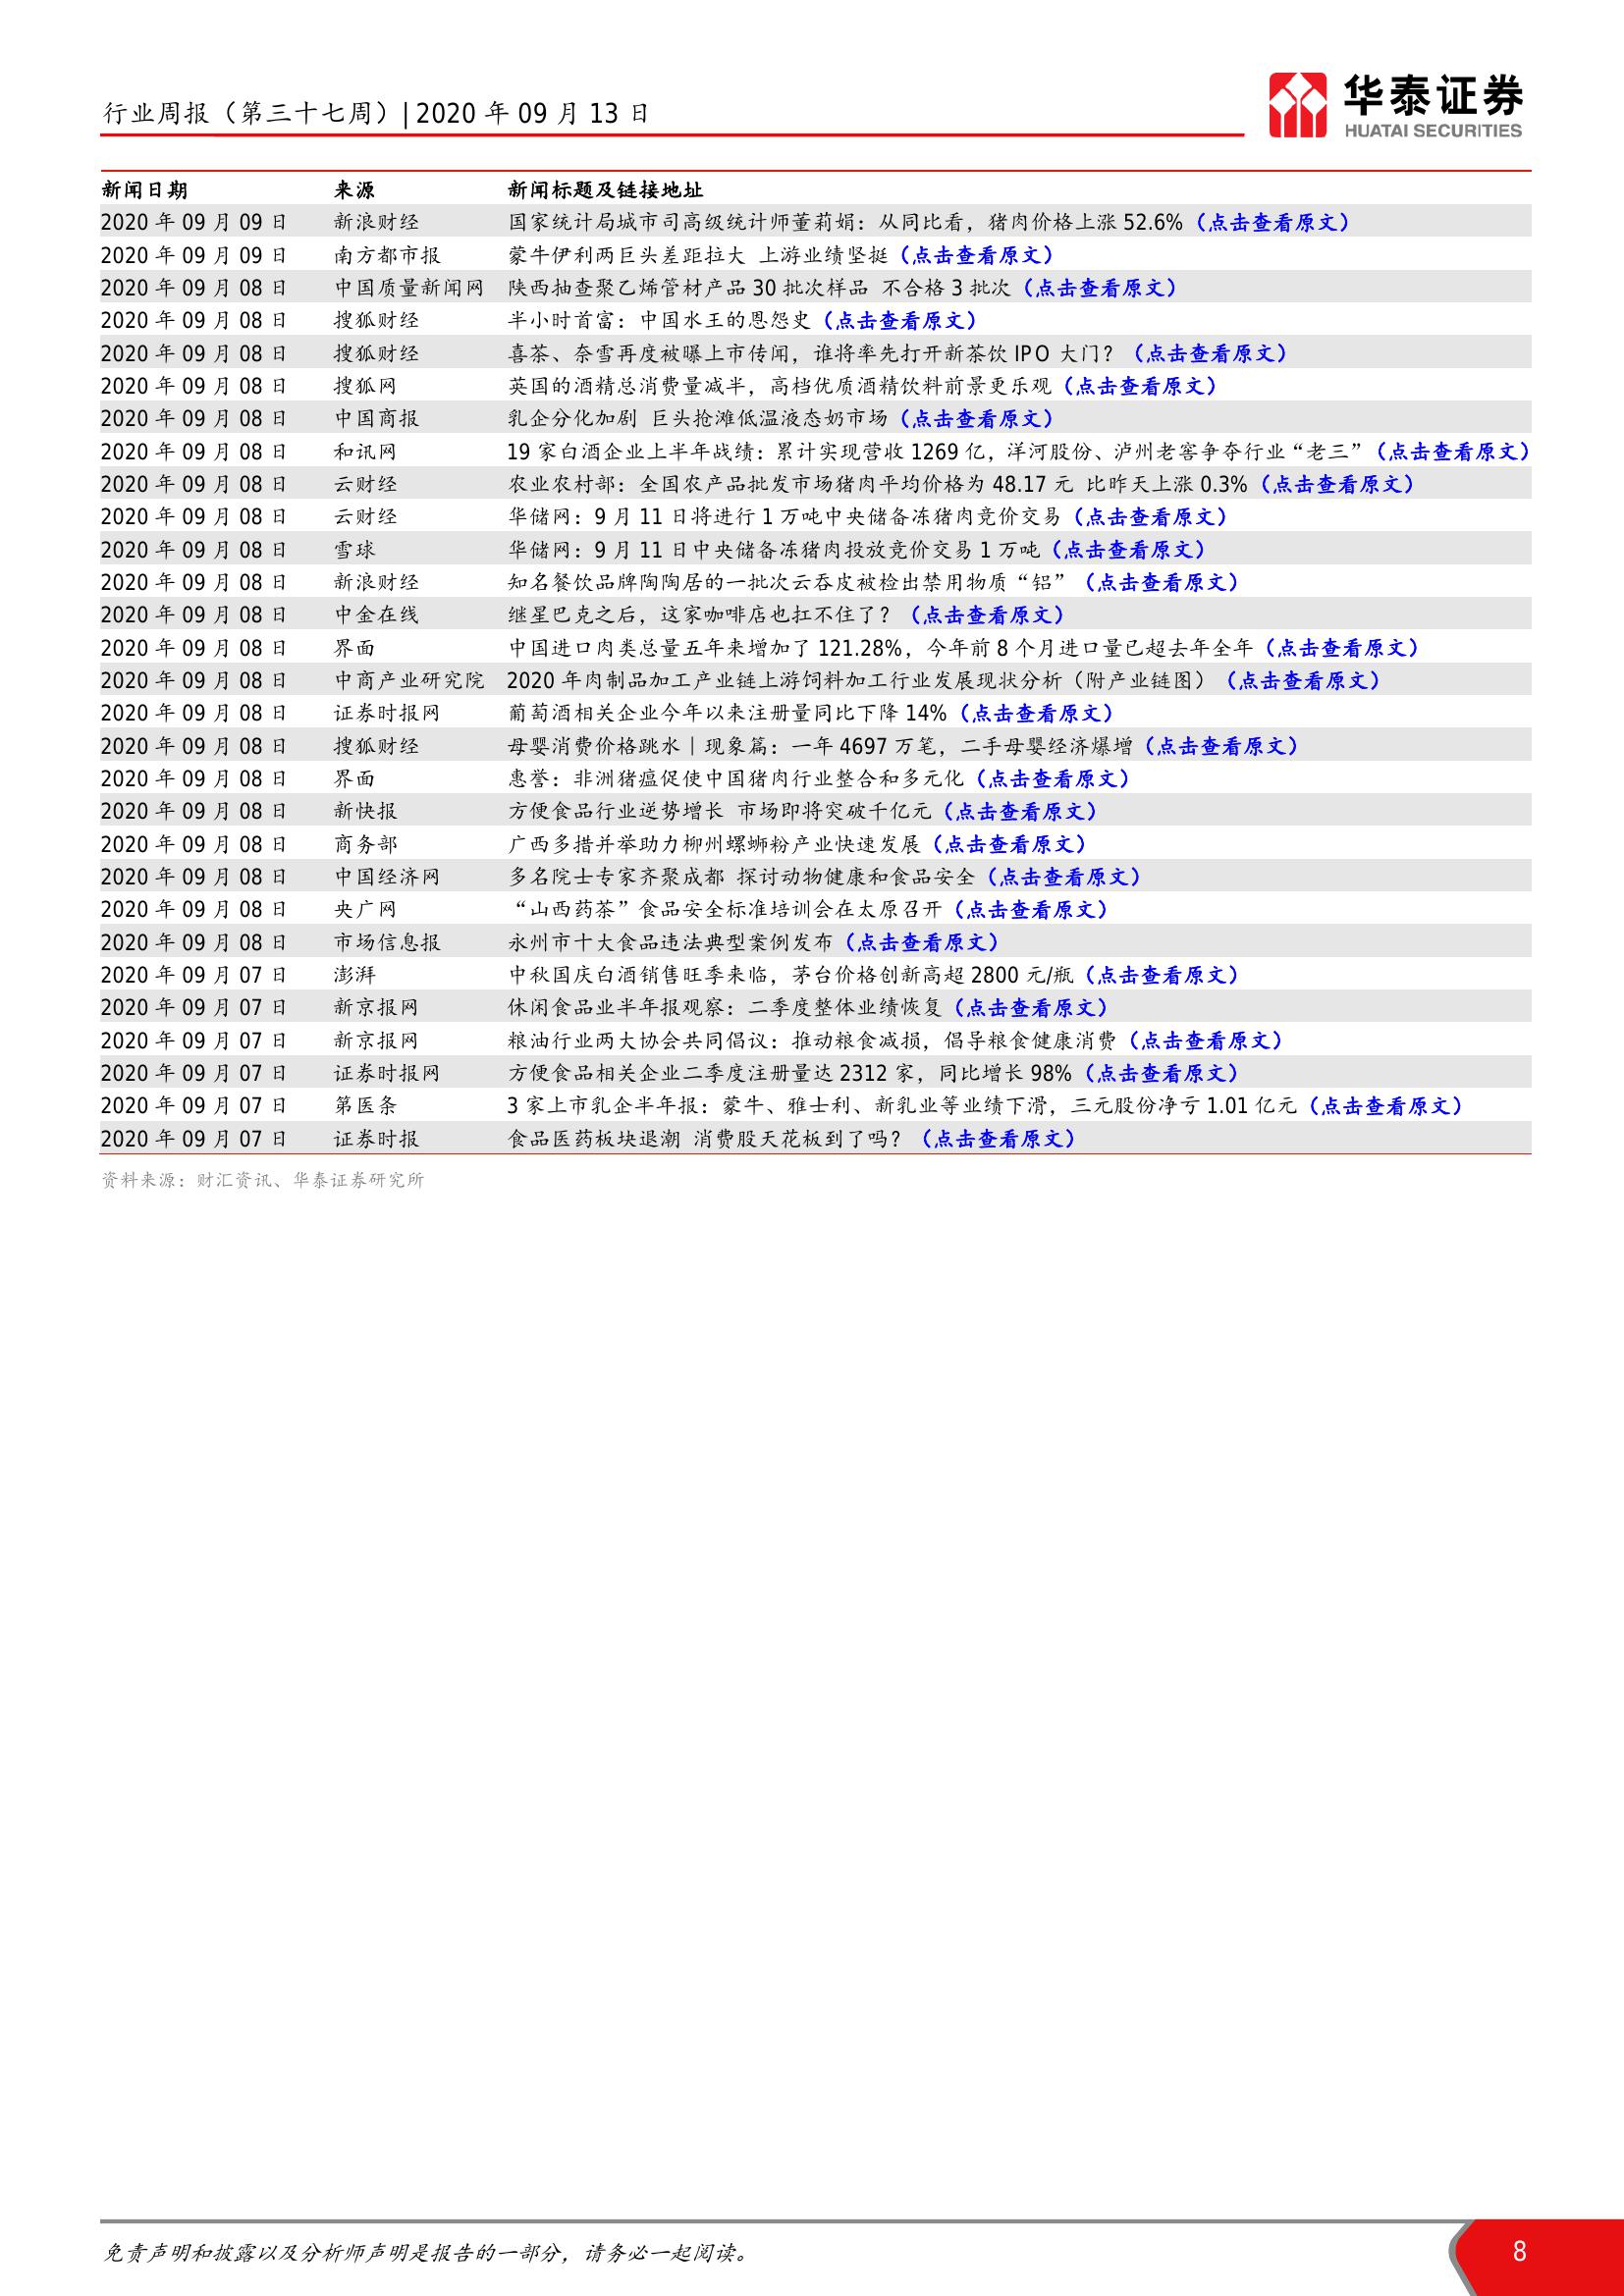 行业周报（第三十七周）| 2020 年 09 月 13 日
华泰证券
HUATAI SECURITIES
新闻日期 来源 新闻标题及链接地址
2020 年 09 月 09 日 新浪财经 国家统计局城市司高级统计师董莉娟：从同比看，猪肉价格上涨 52.6%（点击查看原文）
2020 年 09 月 09 日 南方都市报 蒙牛伊利两巨头差距拉大 上游业绩坚挺（点击查看原文）
2020 年 09 月 08 日 中国质量新闻网 陕西抽查聚乙烯管材产品 30 批次样品 不合格 3 批次（点击查看原文）
2020 年 09 月 08 日 搜狐财经 半小时首富：中国水王的恩怨史（点击查看原文）
2020 年 09 月 08 日 搜狐财经 喜茶、奈雪再度被曝上市传闻，谁将率先打开新茶饮 IPO 大门？（点击查看原文）
2020 年 09 月 08 日 搜狐网 英国的酒精总消费量减半，高档优质酒精饮料前景更乐观（点击查看原文）
2020 年 09 月 08 日 中国商报 乳企分化加剧 巨头抢滩低温液态奶市场（点击查看原文）
2020 年 09 月 08 日 和讯网 19 家白酒企业上半年战绩：累计实现营收 1269 亿，洋河股份、泸州老窖争夺行业“老三”（点击查看原文）
2020 年 09 月 08 日 云财经 农业农村部：全国农产品批发市场猪肉平均价格为 48.17 元 比昨天上涨 0.3%（点击查看原文）
2020 年 09 月 08 日 云财经 华储网：9 月 11 日将进行 1 万吨中央储备冻猪肉竞价交易（点击查看原文）
2020 年 09 月 08 日 雪球 华储网：9 月 11 日中央储备冻猪肉投放竞价交易 1 万吨（点击查看原文）
2020 年 09 月 08 日 新浪财经 知名餐饮品牌陶陶居的一批次云吞皮被检出禁用物质“铝”（点击查看原文）
2020 年 09 月 08 日 中金在线 继星巴克之后，这家咖啡店也扛不住了？（点击查看原文）
2020 年 09 月 08 日 界面 中国进口肉类总量五年来增加了 121.28%，今年前 8 个月进口量已超去年全年（点击查看原文）
2020 年 09 月 08 日 中商产业研究院 2020 年肉制品加工产业链上游饲料加工行业发展现状分析（附产业链图）（点击查看原文）
2020 年 09 月 08 日 证券时报网 葡萄酒相关企业今年以来注册量同比下降 14%（点击查看原文）
2020 年 09 月 08 日 搜狐财经 母婴消费价格跳水｜现象篇：一年 4697 万笔，二手母婴经济爆增（点击查看原文）
2020 年 09 月 08 日 界面 惠誉：非洲猪瘟促使中国猪肉行业整合和多元化（点击查看原文）
2020 年 09 月 08 日 新快报 方便食品行业逆势增长 市场即将突破千亿元（点击查看原文）
2020 年 09 月 08 日 商务部 广西多措并举助力柳州螺蛳粉产业快速发展（点击查看原文）
2020 年 09 月 08 日 中国经济网 多名院士专家齐聚成都 探讨动物健康和食品安全（点击查看原文）
2020 年 09 月 08 日 央广网 “山西药茶”食品安全标准培训会在太原召开（点击查看原文）
2020 年 09 月 08 日 市场信息报 永州市十大食品违法典型案例发布（点击查看原文）
2020 年 09 月 07 日 澎湃 中秋国庆白酒销售旺季来临，茅台价格创新高超 2800 元/瓶（点击查看原文）
2020 年 09 月 07 日 新京报网 休闲食品业半年报观察：二季度整体业绩恢复（点击查看原文）
2020 年 09 月 07 日 新京报网 粮油行业两大协会共同倡议：推动粮食减损，倡导粮食健康消费（点击查看原文）
2020 年 09 月 07 日 证券时报网 方便食品相关企业二季度注册量达 2312 家，同比增长 98%（点击查看原文）
2020 年 09 月 07 日 第医条 3 家上市乳企半年报：蒙牛、雅士利、新乳业等业绩下滑，三元股份净亏 1.01 亿元（点击查看原文）
2020 年 09 月 07 日 证券时报 食品医药板块退潮 消费股天花板到了吗？（点击查看原文）
资料来源：财汇资讯、华泰证券研究所
免责声明和披露以及分析师声明是报告的一部分，请务必一起阅读。
8